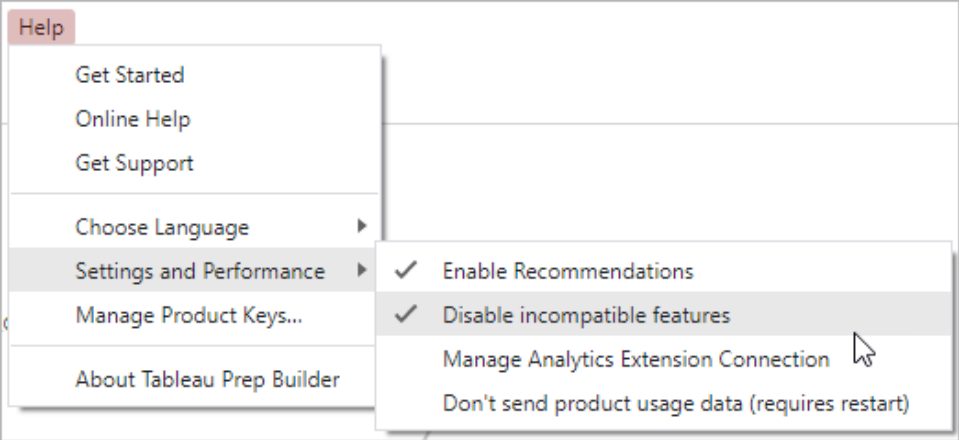 Help
Get Started
Online Help
Get Support
Choose Language
Settings and Performance
Enable Recommendations
Manage Product Keys...
Disable incompatible features
Manage Analytics Extension Connection
About Tableau Prep Builder
Don't send product usage data (requires restart)